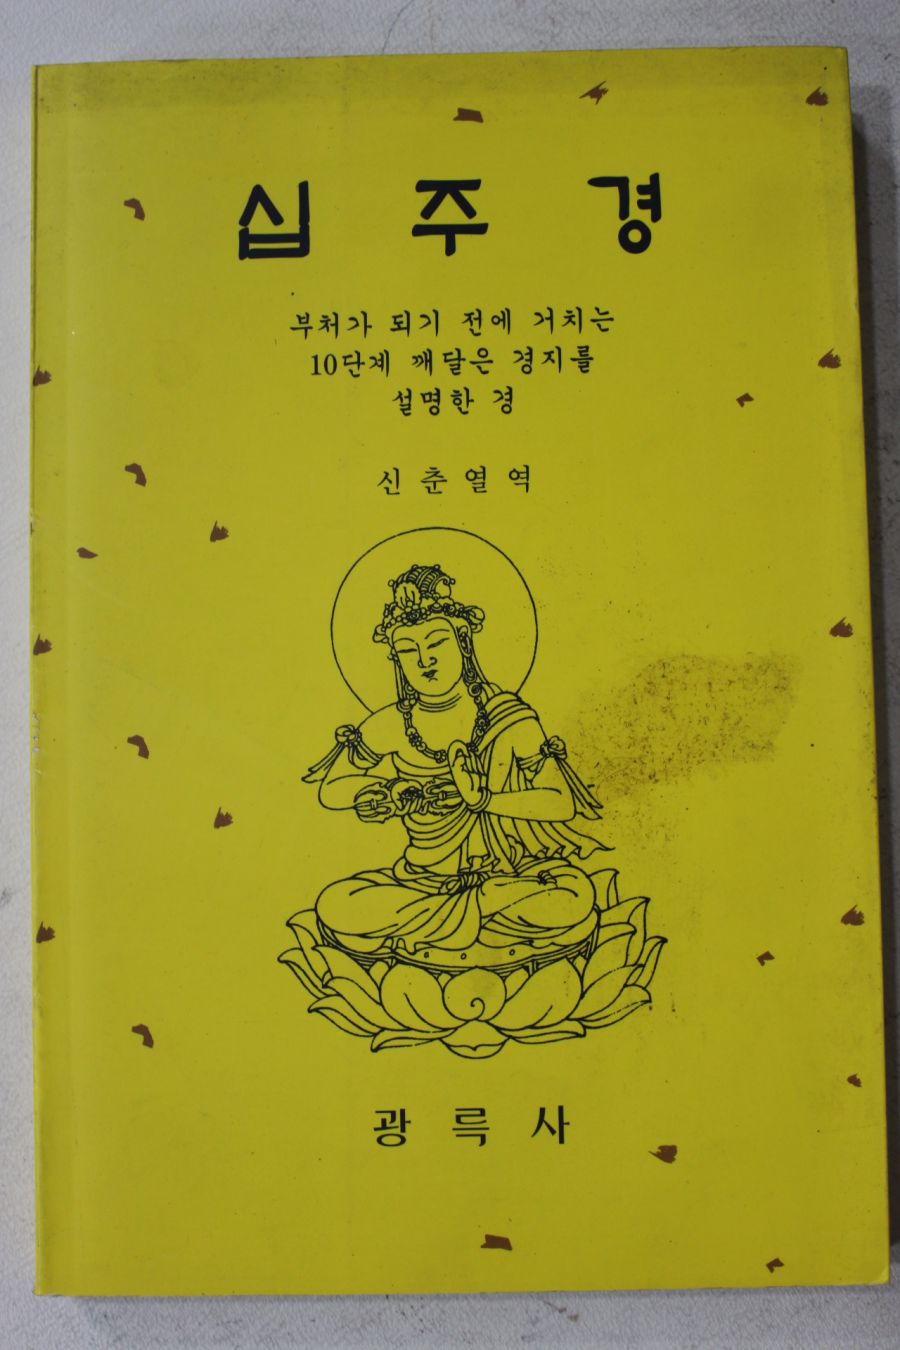 십 주 경
부처가 되기 전에 거치는
10단계 깨달은 경지를
설명한 경
신 춘 열 역
광 륵 사